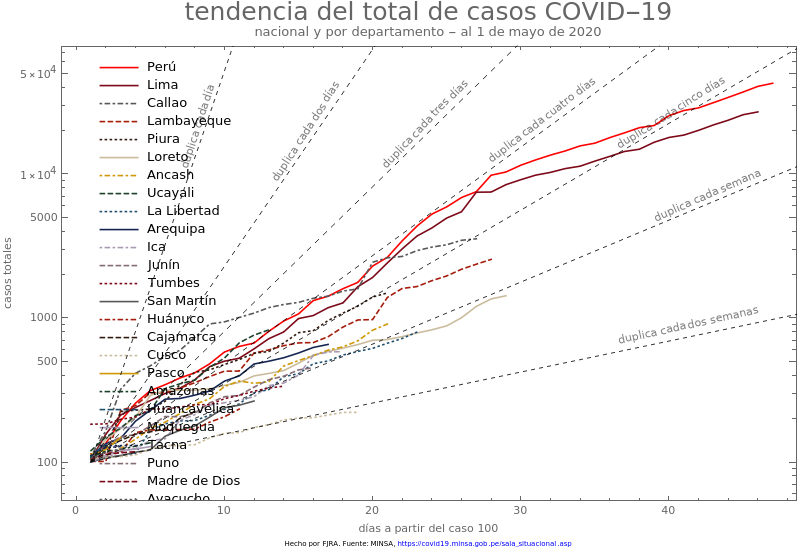 tendencia del total de casos COVID−19
nacional y por departamento − al 1 de mayo de 2020
5×10⁴
1×10⁴
5000
1000
500
100
casos totales
Perú
Lima
Callao
Lambayeque
Piura
Loreto
Ancash
Ucayali
La Libertad
Arequipa
Ica
Junín
Tumbes
San Martín
Huánuco
Cajamarca
Cusco
Pasco
Amazonas
Huancavelica
Moquegua
Tacna
Puno
Madre de Dios
Ayacucho
duplica cada día
duplica cada dos días
duplica cada tres días
duplica cada cuatro días
duplica cada cinco días
duplica cada semana
duplica cada dos semanas
0 10 20 30 40
días a partir del caso 100
Hecho por FJRA. Fuente: MINSA, https://covid19.minsa.gob.pe/sala_situacional.asp